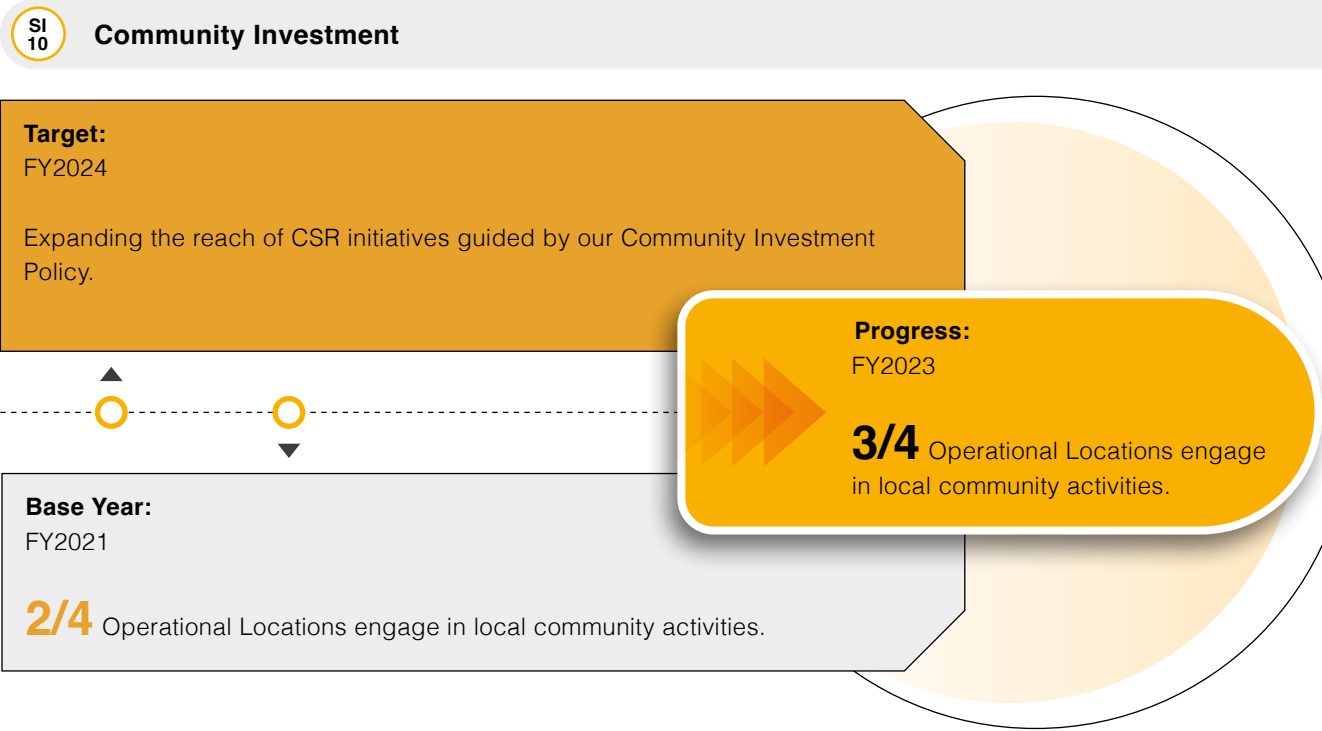 SI
10
Community Investment
Target:
FY2024
Expanding the reach of CSR initiatives guided by our Community Investment
Policy.
Progress:
FY2023
3/4 Operational Locations engage
in local community activities.
Base Year:
FY2021
2/4 Operational Locations engage in local community activities.